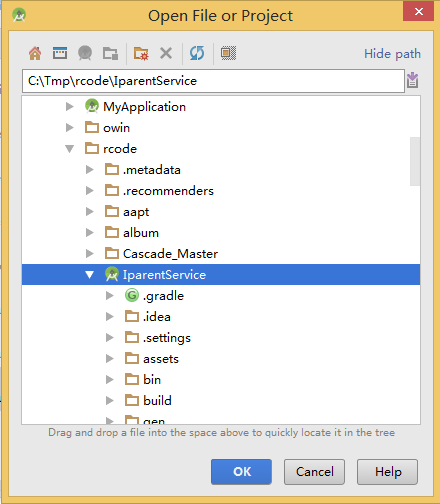 Open File or Project
Hide path
C:\Tmp\rcode\IparentService
MyApplication
owin
rcode
.metadata
.recommenders
aapt
album
Cascade_Master
IparentService
.gradle
.idea
.settings
assets
bin
build
gen
Drag and drop a file into the space above to quickly locate it in the tree
OK
Cancel
Help